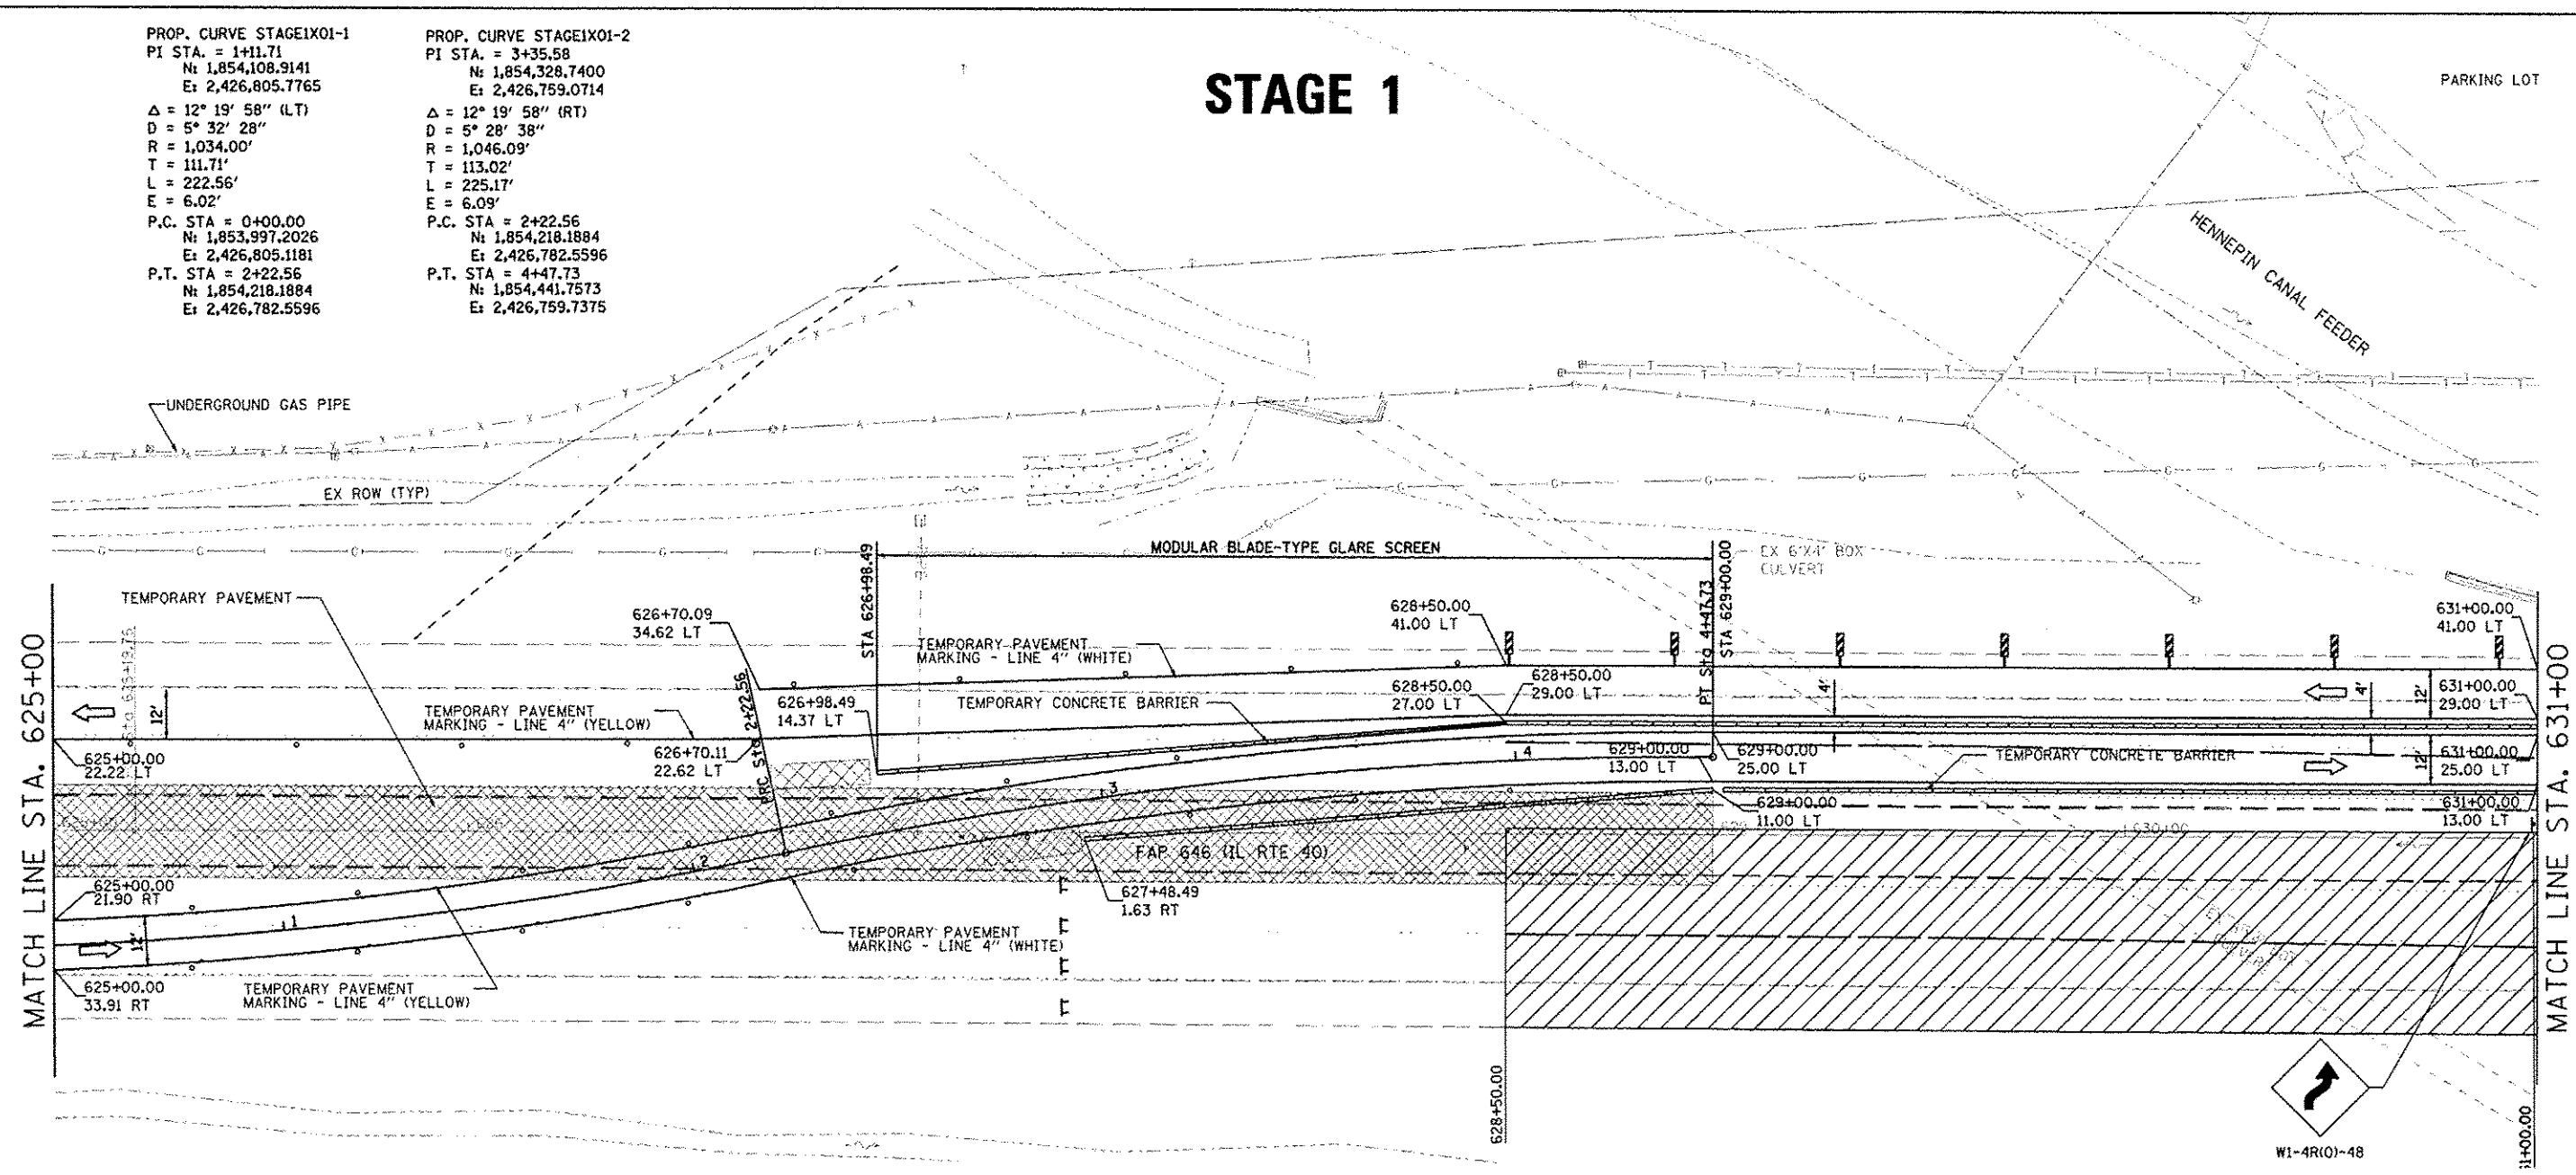 PROP. CURVE STAGE1X01-1
PI STA. = 1+11.71
N: 1,854,108.9141
E: 2,426,805.7765
Δ = 12° 19' 58" (LT)
D = 5° 32' 28"
R = 1,034.00'
T = 111.71'
L = 222.56'
E = 6.02'
P.C. STA = 0+00.00
N: 1,853,997.2026
E: 2,426,805.1181
P.T. STA = 2+22.56
N: 1,854,218.1884
E: 2,426,782.5596
PROP. CURVE STAGE1X01-2
PI STA. = 3+35.58
N: 1,854,328.7400
E: 2,426,759.0714
Δ = 12° 19' 58" (RT)
D = 5° 28' 38"
R = 1,046.09'
T = 113.02'
L = 225.17'
E = 6.09'
P.C. STA = 2+22.56
N: 1,854,218.1884
E: 2,426,782.5596
P.T. STA = 4+47.73
N: 1,854,441.7573
E: 2,426,759.7375
STAGE 1
PARKING LOT
HENNEPIN CANAL FEEDER
UNDERGROUND GAS PIPE
EX ROW (TYP)
MODULAR BLADE-TYPE GLARE SCREEN
STA 626+98.49
PT Sta 4+47.73
STA 629+00.00
EX 6'X4' BOX
CULVERT
TEMPORARY PAVEMENT
626+70.09
34.62 LT
628+50.00
41.00 LT
631+00.00
41.00 LT
TEMPORARY PAVEMENT
MARKING - LINE 4" (WHITE)
MATCH LINE STA. 625+00
MATCH LINE STA. 631+00
12'
TEMPORARY PAVEMENT
MARKING - LINE 4" (YELLOW)
PRC Sta 2+22.56
626+98.49
14.37 LT
TEMPORARY CONCRETE BARRIER
628+50.00
27.00 LT
628+50.00
29.00 LT
4'
4'
12'
631+00.00
29.00 LT
625+00.00
22.22 LT
626+70.11
22.62 LT
629+00.00
13.00 LT
629+00.00
25.00 LT
TEMPORARY CONCRETE BARRIER
12'
631+00.00
25.00 LT
629+00.00
11.00 LT
631+00.00
13.00 LT
1
2
3
4
630+00
FAP 646 (IL RTE 40)
625+00.00
21.90 RT
627+48.49
1.63 RT
12'
TEMPORARY PAVEMENT
MARKING - LINE 4" (WHITE)
625+00.00
33.91 RT
TEMPORARY PAVEMENT
MARKING - LINE 4" (YELLOW)
628+50.00
W1-4R(O)-48